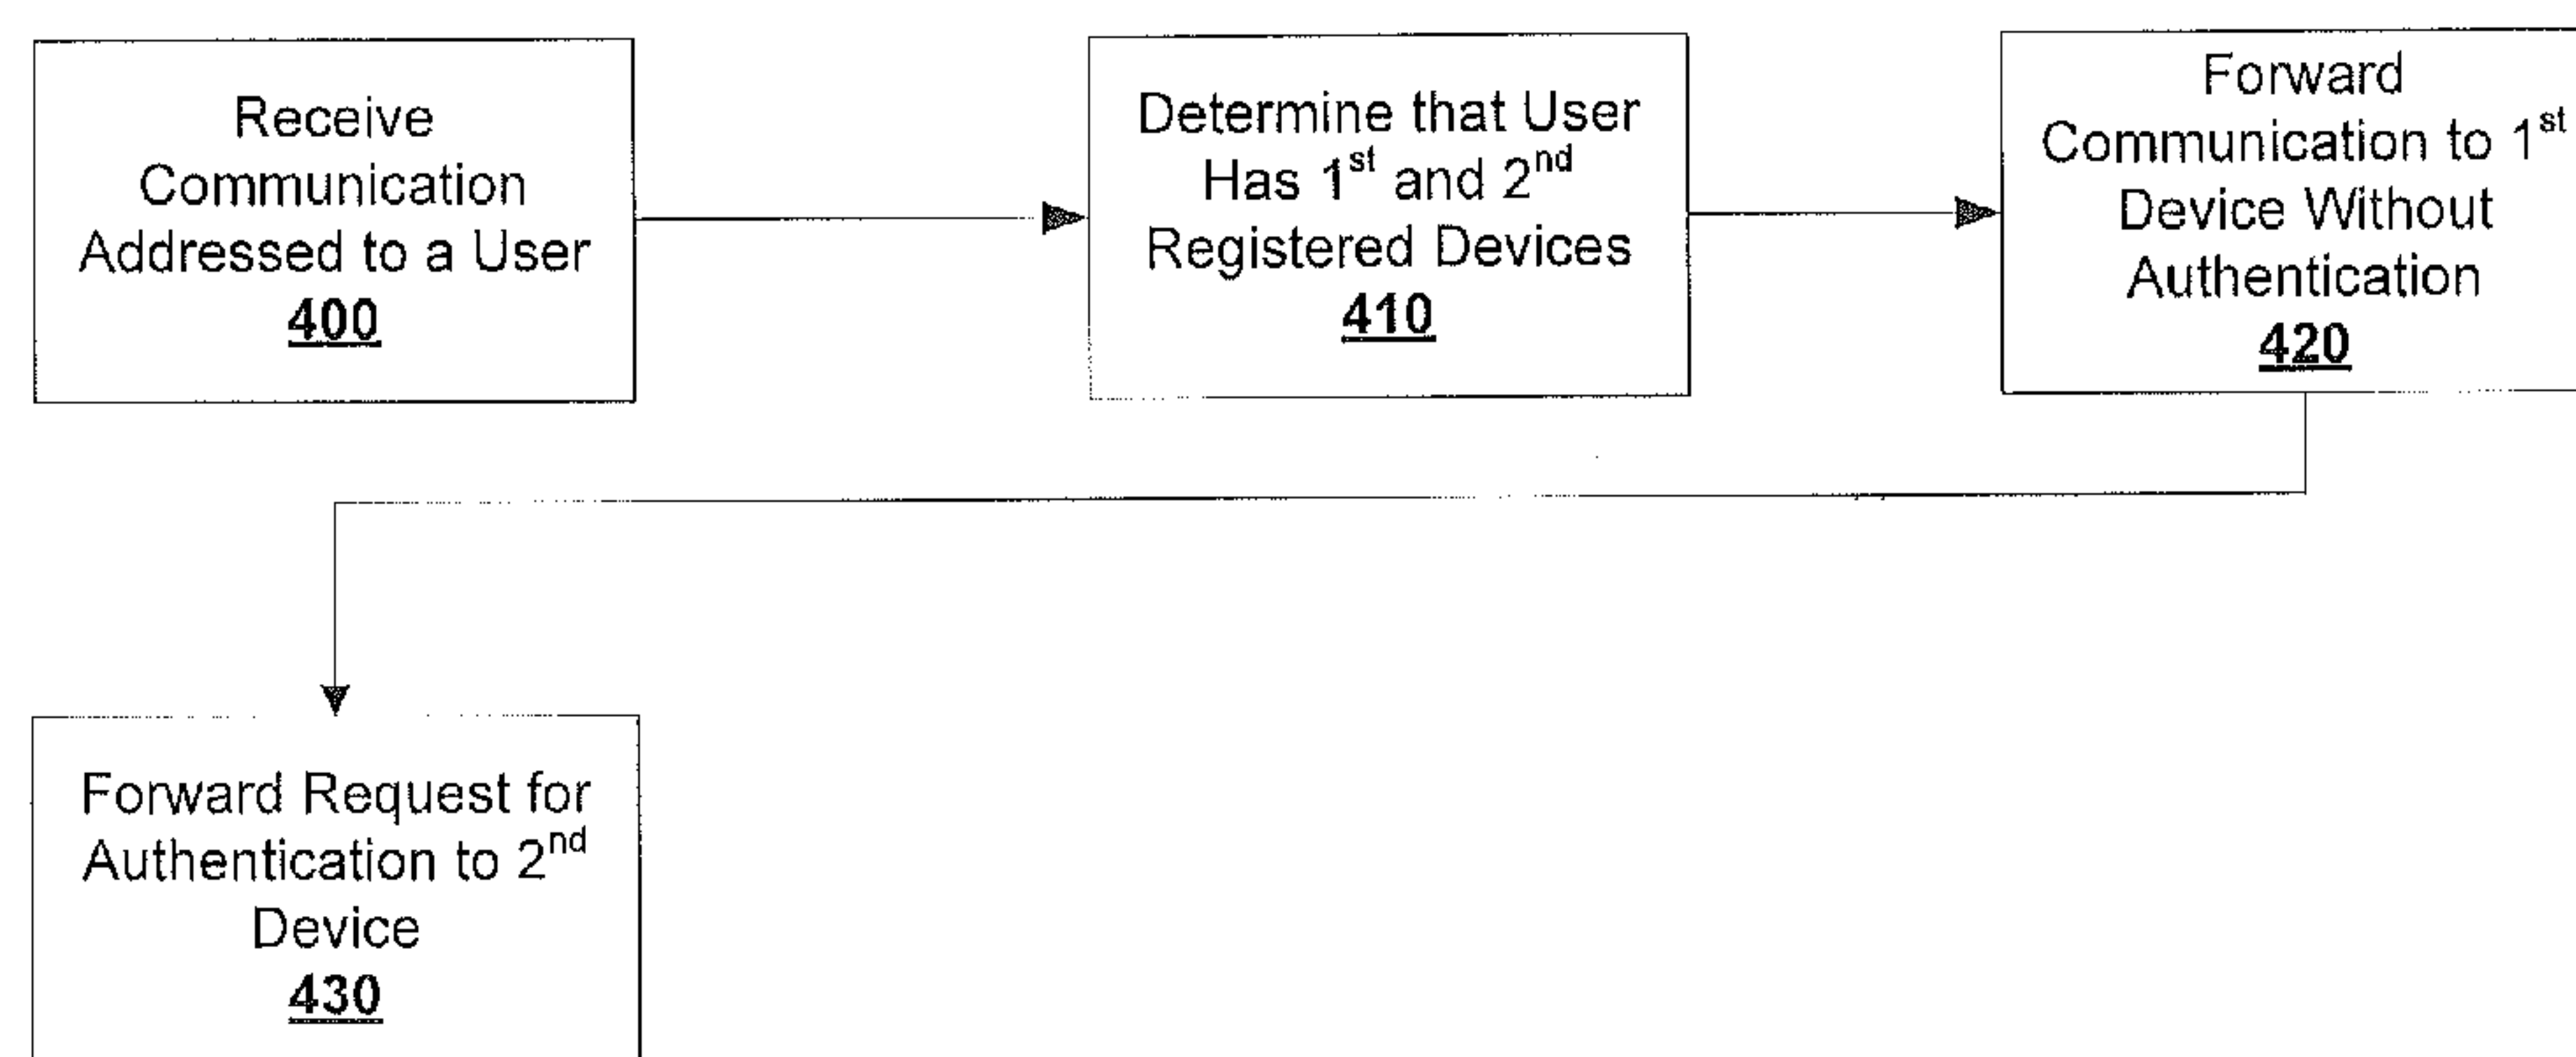 Receive
Communication
Addressed to a User
400
Determine that User
Has 1st and 2nd
Registered Devices
410
Forward
Communication to 1st
Device Without
Authentication
420
Forward Request for
Authentication to 2nd
Device
430